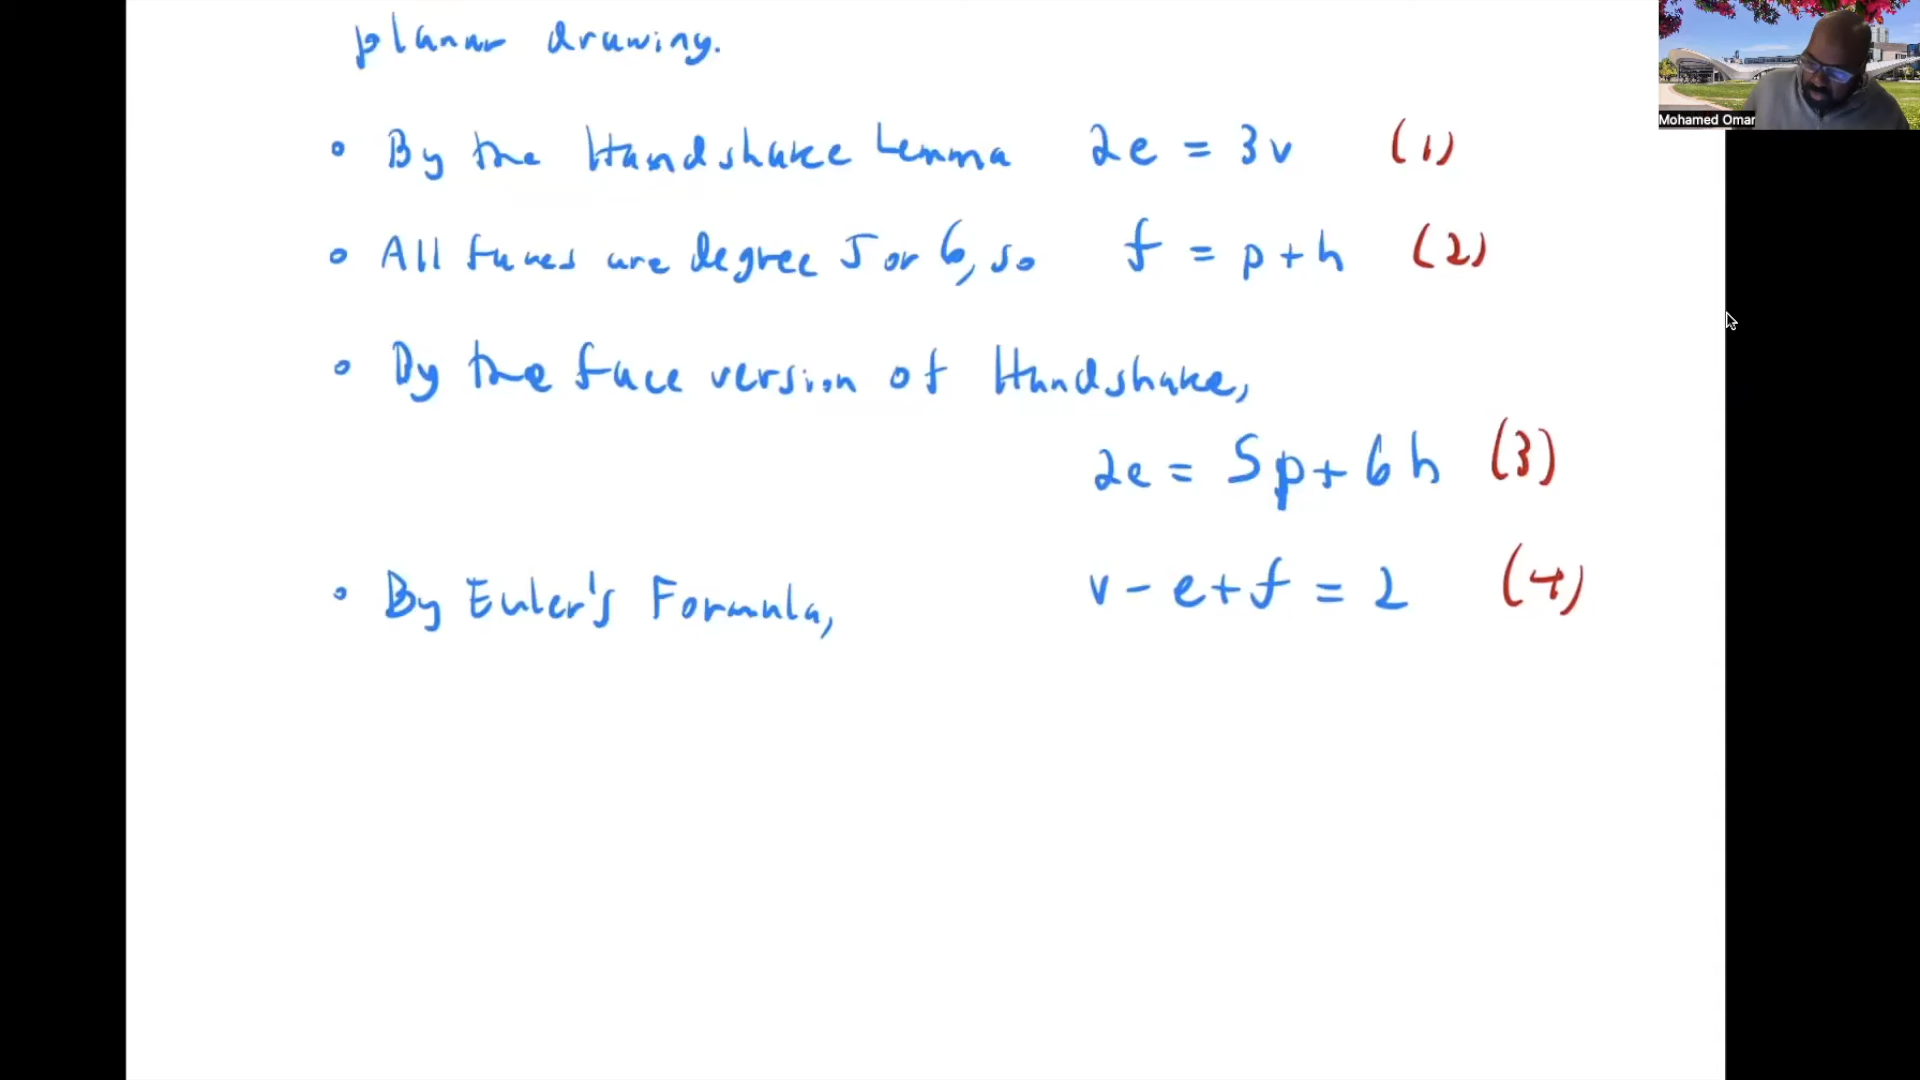 planar drawing.
Mohamed Omar
• By the Handshake Lemma 2e = 3v (1)
• All faces are degree 5 or 6, so f = p + h (2)
• By the face version of Handshake,
2e = 5p + 6h (3)
• By Euler's Formula, v - e + f = 2 (4)